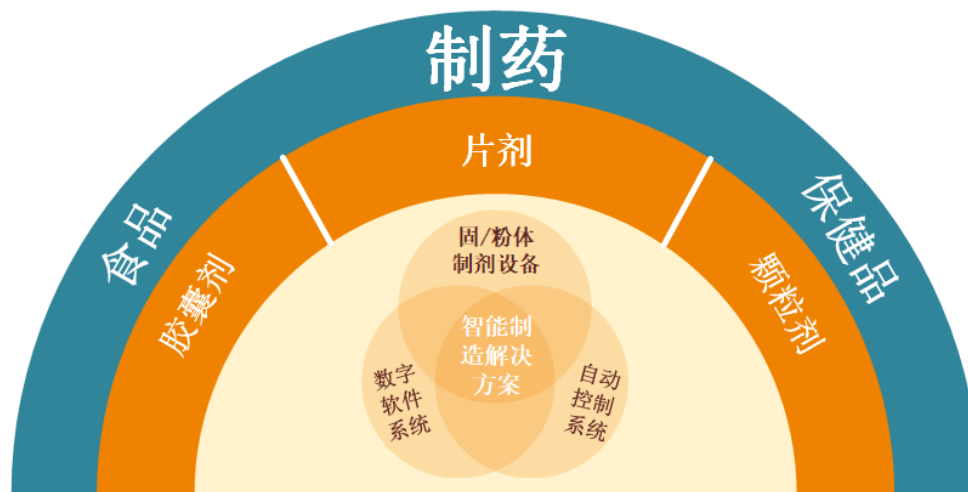 制药
食品
保健品
片剂
胶囊剂
颗粒剂
固/粉体
制剂设备
智能制
造解决
方案
数字
软件
系统
自动
控制
系统